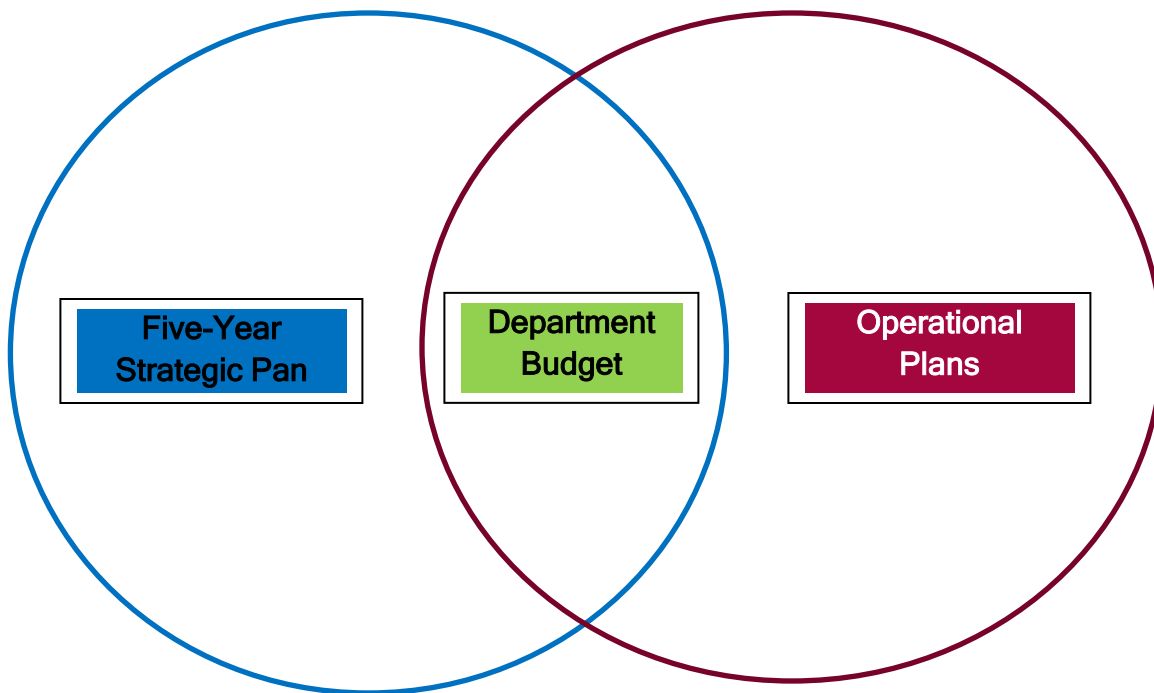 Five-Year
Strategic Pan
Department
Budget
Operational
Plans